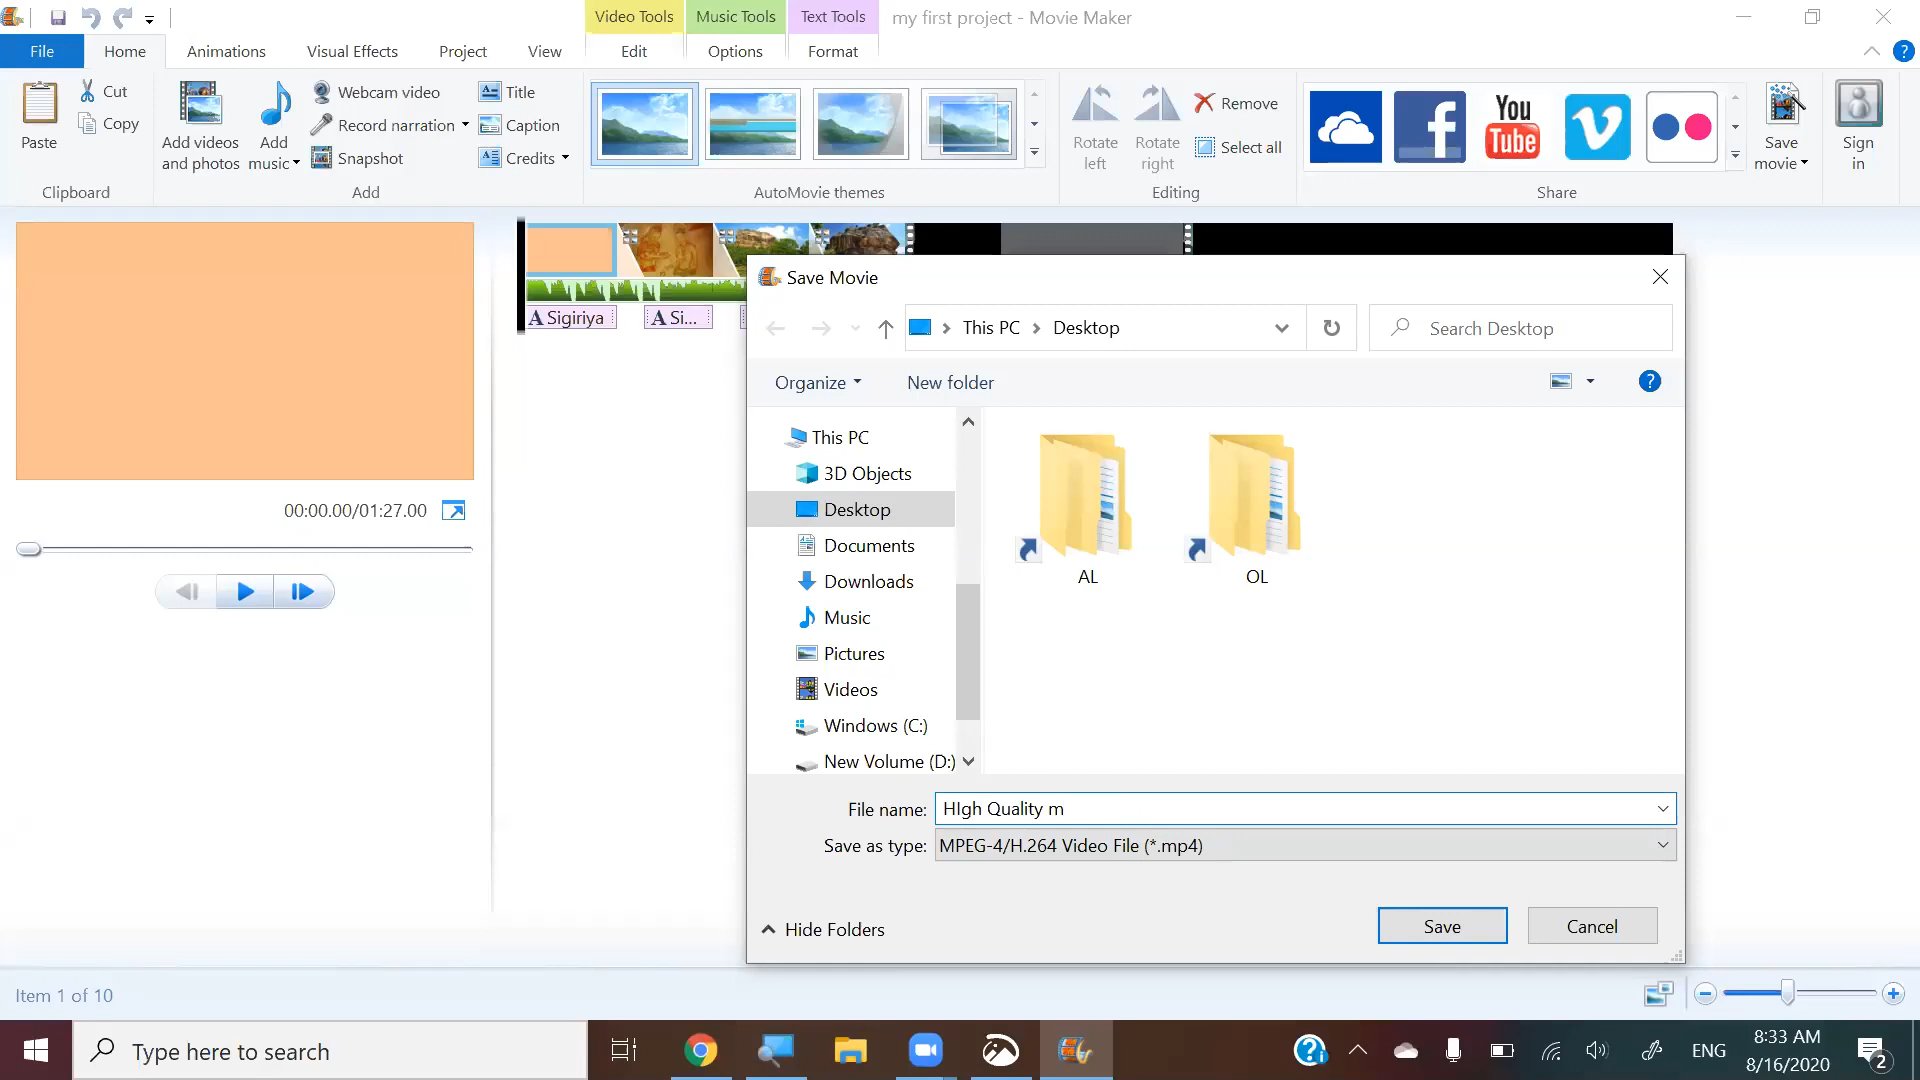 Video Tools
Music Tools
Text Tools
my first project - Movie Maker
File
Home
Animations
Visual Effects
Project
View
Edit
Options
Format
Paste
Cut
Copy
Clipboard
Add videos
and photos
Add
music
Webcam video
Record narration
Snapshot
Title
Caption
Credits
Add
AutoMovie themes
Rotate
left
Rotate
right
Remove
Select all
Editing
You
Tube
Share
Save
movie
Sign
in
Sigiriya
Si...
00:00.00/01:27.00
Save Movie
This PC
Desktop
Search Desktop
Organize
New folder
This PC
3D Objects
Desktop
Documents
Downloads
Music
Pictures
Videos
Windows (C:)
New Volume (D:)
AL
OL
File name:
HIgh Quality m
Save as type:
MPEG-4/H.264 Video File (*.mp4)
Hide Folders
Save
Cancel
Item 1 of 10
Type here to search
ENG
8:33 AM
8/16/2020
2